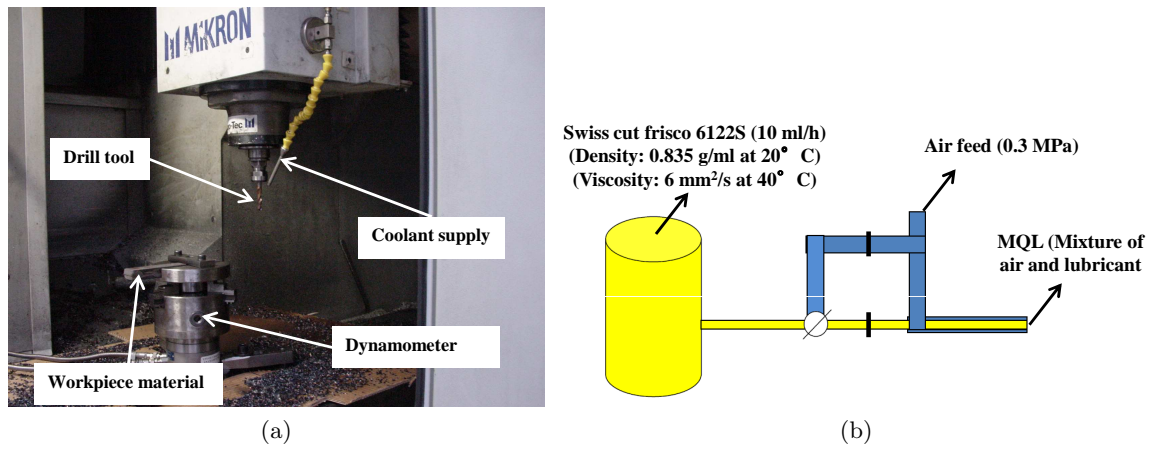 MIKRON
Drill tool
Coolant supply
Dynamometer
Workpiece material
(a)
Swiss cut frisco 6122S (10 ml/h)
(Density: 0.835 g/ml at 20° C)
(Viscosity: 6 mm²/s at 40° C)
Air feed (0.3 MPa)
MQL (Mixture of
air and lubricant
(b)